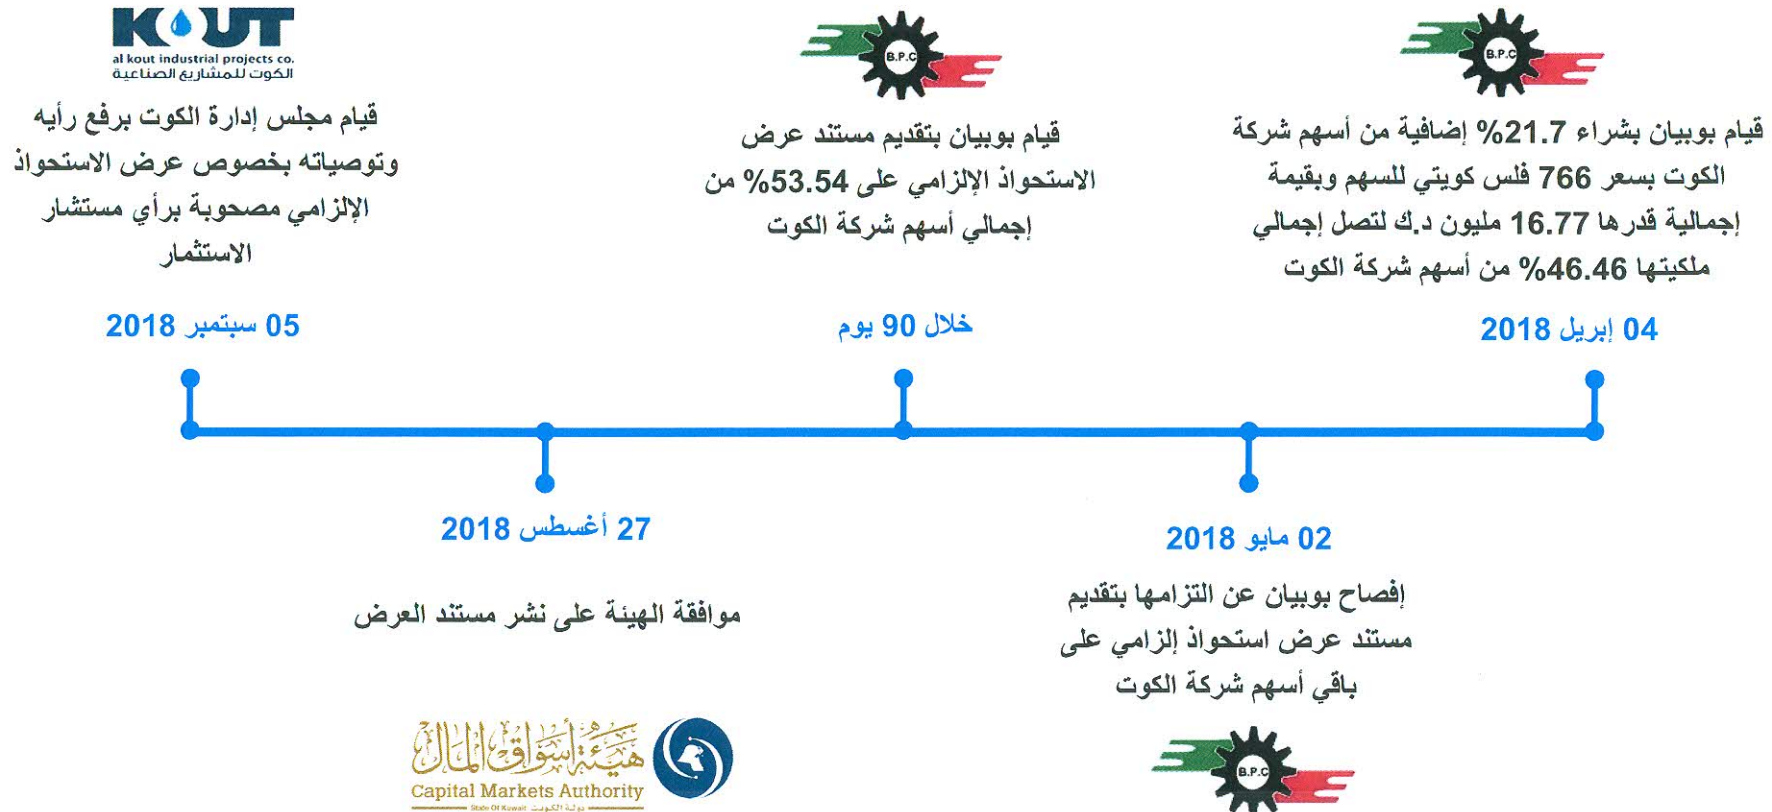 B.P.C
قيام بوبيان بشراء 21.7% إضافية من أسهم شركة
الكوت بسعر 766 فلس كويتي للسهم وبقيمة
إجمالية قدرها 16.77 مليون د.ك لتصل إجمالي
ملكيتها 46.46% من أسهم شركة الكوت
04 إبريل 2018
02 مايو 2018
إفصاح بوبيان عن التزامها بتقديم
مستند عرض استحواذ إلزامي على
باقي أسهم شركة الكوت
B.P.C
B.P.C
قيام بوبيان بتقديم مستند عرض
الاستحواذ الإلزامي على 53.54% من
إجمالي أسهم شركة الكوت
خلال 90 يوم
27 أغسطس 2018
موافقة الهيئة على نشر مستند العرض
هيئة أسواق المال
Capital Markets Authority
State Of Kuwait دولة الكويت
KOUT
al kout industrial projects co.
الكوت للمشاريع الصناعية
قيام مجلس إدارة الكوت برفع رأيه
وتوصياته بخصوص عرض الاستحواذ
الإلزامي مصحوبة برأي مستشار
الاستثمار
05 سبتمبر 2018